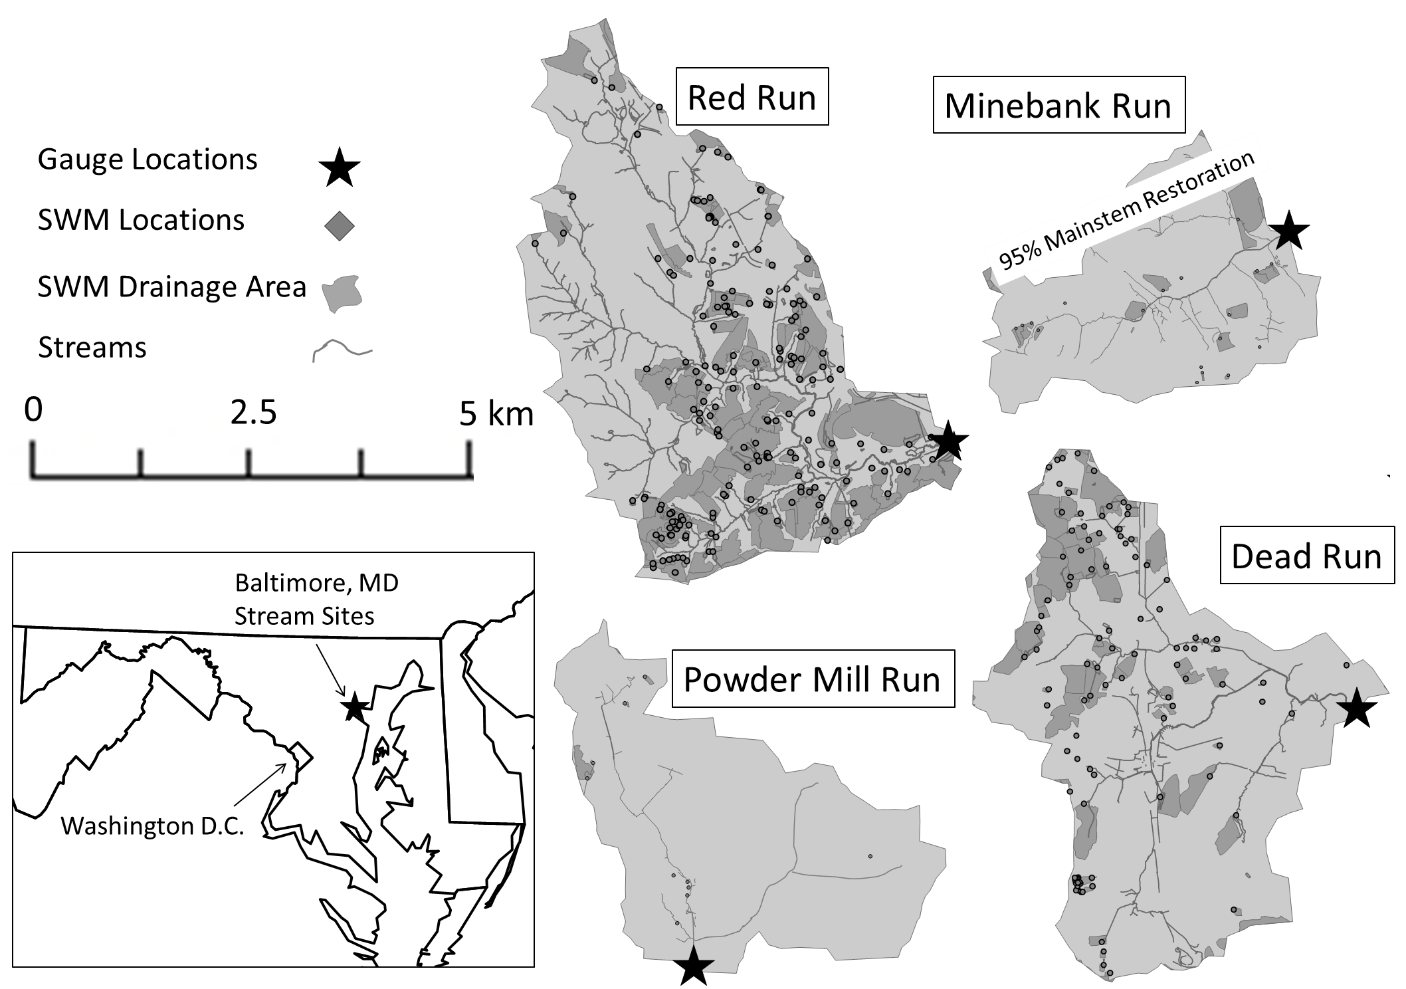 Red Run
Minebank Run
Gauge Locations
SWM Locations
SWM Drainage Area
Streams
95% Mainstem Restoration
0 2.5 5 km
Dead Run
Baltimore, MD
Stream Sites
Powder Mill Run
Washington D.C.